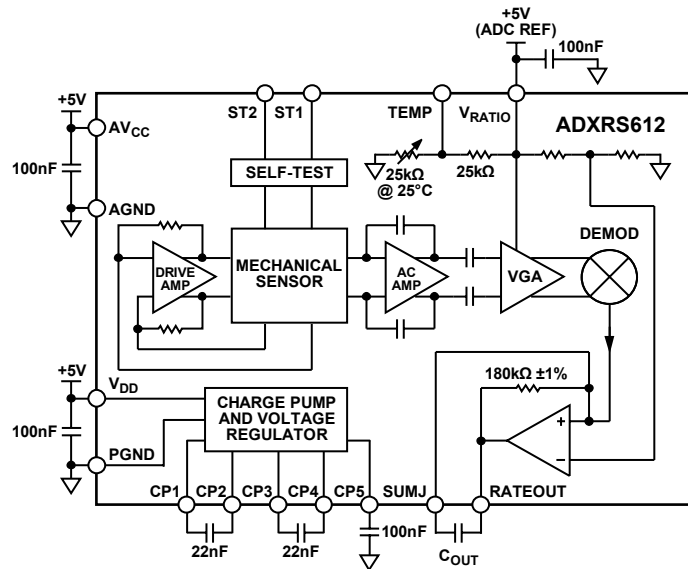 +5V
(ADC REF)
100nF
+5V
AVCC
ST2
ST1
TEMP
VRATIO
ADXRS612
100nF
25kΩ
@ 25°C
25kΩ
SELF-TEST
AGND
DEMOD
DRIVE
AMP
MECHANICAL
SENSOR
AC
AMP
VGA
+5V
VDD
180kΩ ±1%
CHARGE PUMP
AND VOLTAGE
REGULATOR
100nF
+
–
PGND
CP1
CP2
CP3
CP4
CP5
SUMJ
RATEOUT
100nF
22nF
22nF
COUT